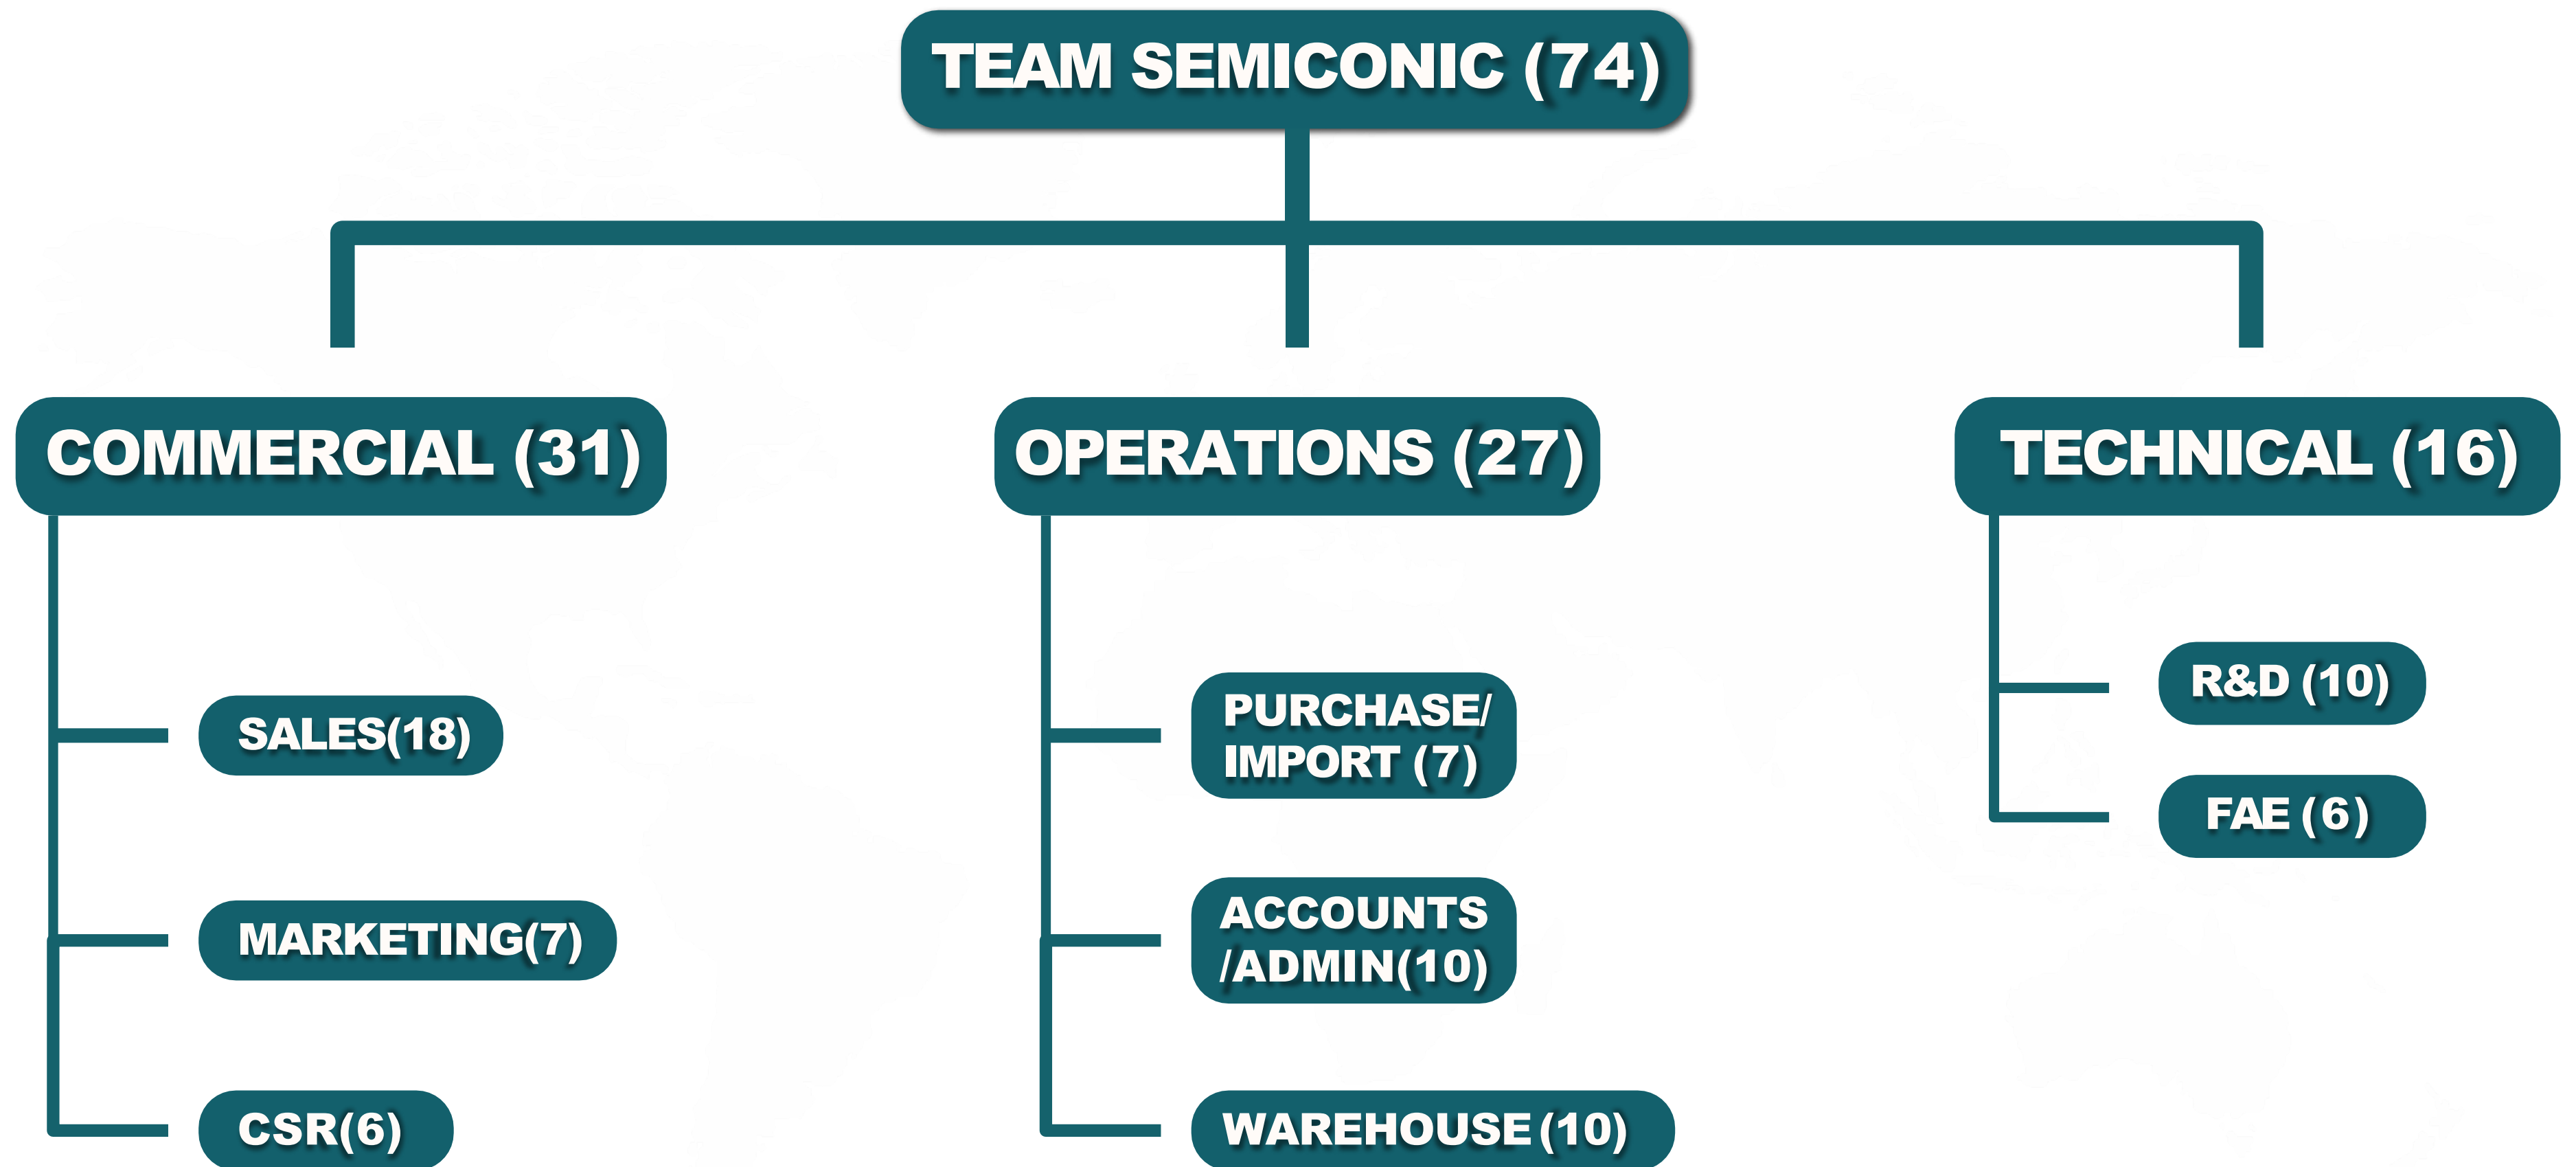 TEAM SEMICONIC (74)
COMMERCIAL (31)
SALES(18)
MARKETING(7)
CSR(6)
OPERATIONS (27)
PURCHASE/
IMPORT (7)
ACCOUNTS
/ADMIN(10)
WAREHOUSE (10)
TECHNICAL (16)
R&D (10)
FAE (6)